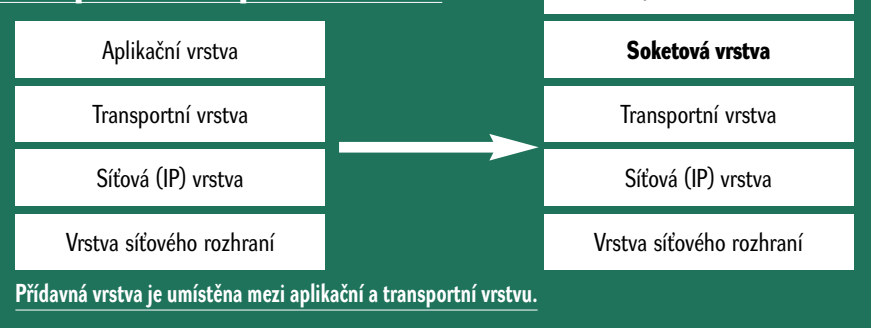 Aplikační vrstva
Transportní vrstva
Síťová (IP) vrstva
Vrstva síťového rozhraní
Soketová vrstva
Transportní vrstva
Síťová (IP) vrstva
Vrstva síťového rozhraní
Přídavná vrstva je umístěna mezi aplikační a transportní vrstvu.